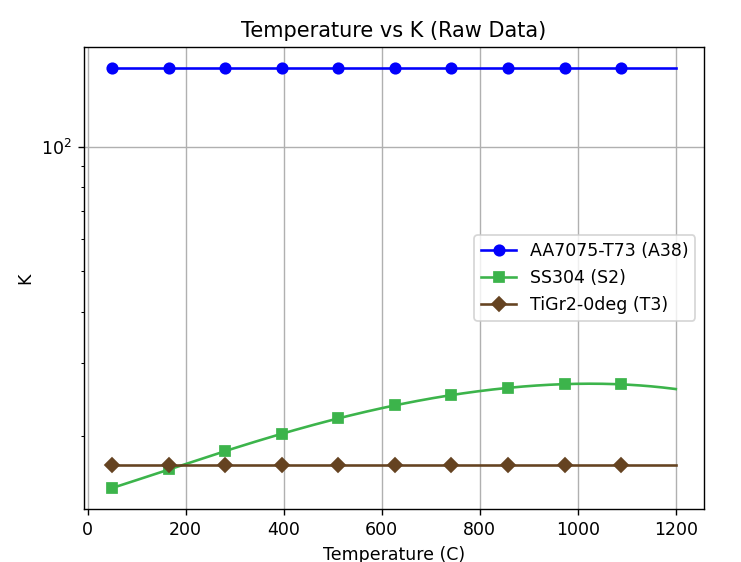 Temperature vs K (Raw Data)
10²
K
AA7075-T73 (A38)
SS304 (S2)
TiGr2-0deg (T3)
0 200 400 600 800 1000 1200
Temperature (C)